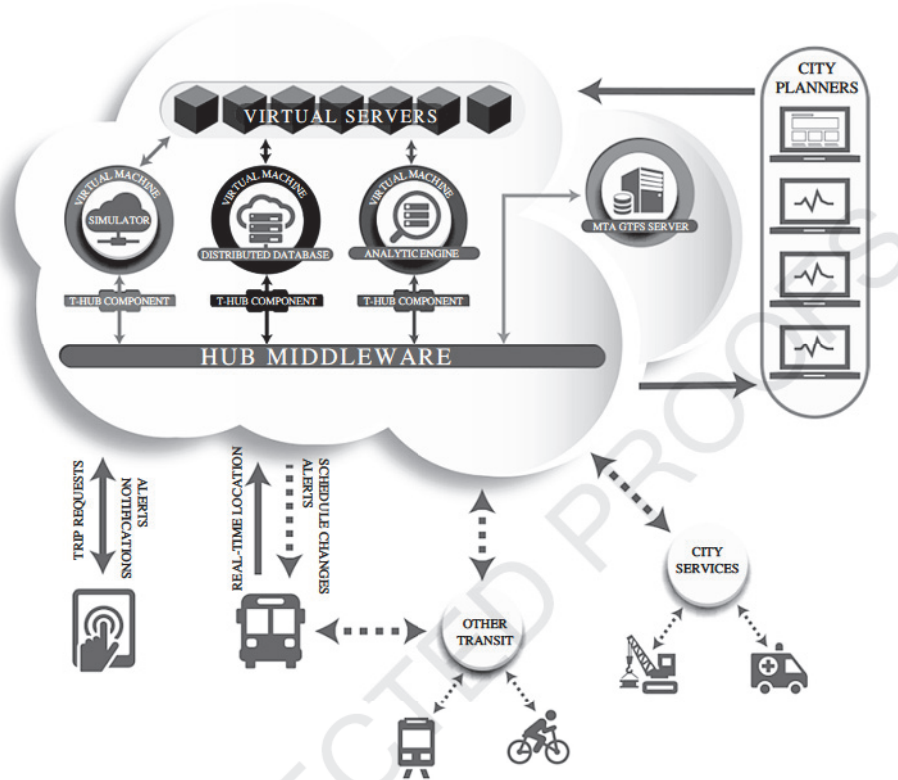 CITY
PLANNERS
VIRTUAL SERVERS
VIRTUAL MACHINE
SIMULATOR
VIRTUAL MACHINE
DISTRIBUTED DATABASE
VIRTUAL MACHINE
ANALYTIC ENGINE
MTA GTFS SERVER
T-HUB COMPONENT
T-HUB COMPONENT
T-HUB COMPONENT
HUB MIDDLEWARE
TRIP REQUESTS
ALERTS
NOTIFICATIONS
REAL-TIME LOCATION
SCHEDULE CHANGES
ALERTS
CITY
SERVICES
OTHER
TRANSIT
ECTED PROOFS